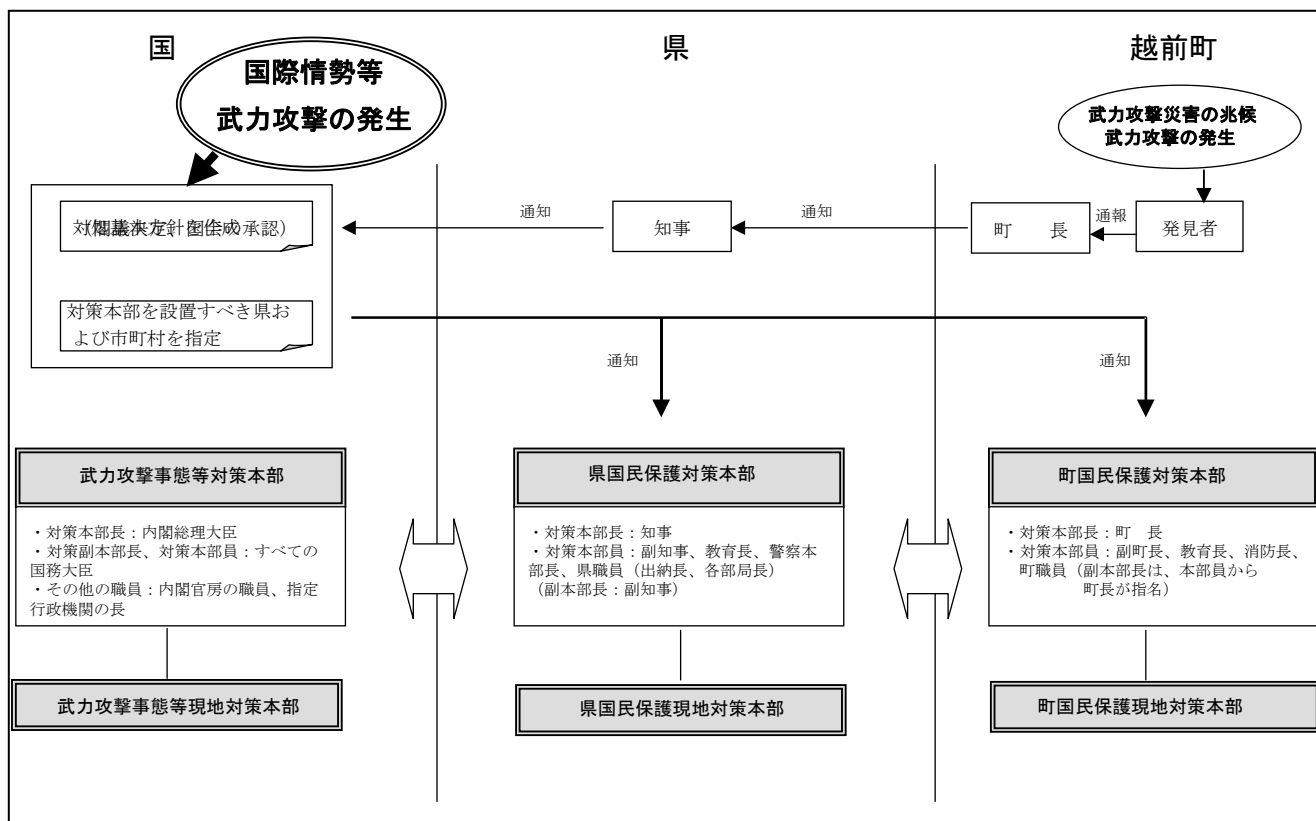 国
県
越前町
国際情勢等
武力攻撃の発生
武力攻撃災害の兆候
武力攻撃の発生
通知
知事
通知
町　長
通報
発見者
対策本部を設置すべき県お
よび市町村を指定
通知
通知
武力攻撃事態等対策本部
・対策本部長：内閣総理大臣
・対策副本部長、対策本部員：すべての
国務大臣
・その他の職員：内閣官房の職員、指定
行政機関の長
武力攻撃事態等現地対策本部
県国民保護対策本部
・対策本部長：知事
・対策本部員：副知事、教育長、警察本
部長、県職員（出納長、各部局長）
（副本部長：副知事）
県国民保護現地対策本部
町国民保護対策本部
・対策本部長：町　長
・対策本部員：副町長、教育長、消防長、
町職員（副本部長は、本部員から
町長が指名）
町国民保護現地対策本部